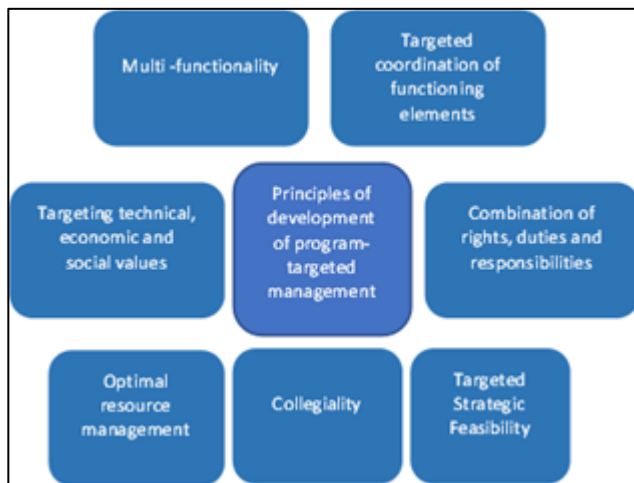 Multi -functionality
Targeted
coordination of
functioning
elements
Targeting technical,
economic and
social values
Principles of
development
of program-
targeted
management
Combination of
rights, duties and
responsibilities
Optimal
resource
management
Collegiality
Targeted
Strategic
Feasibility